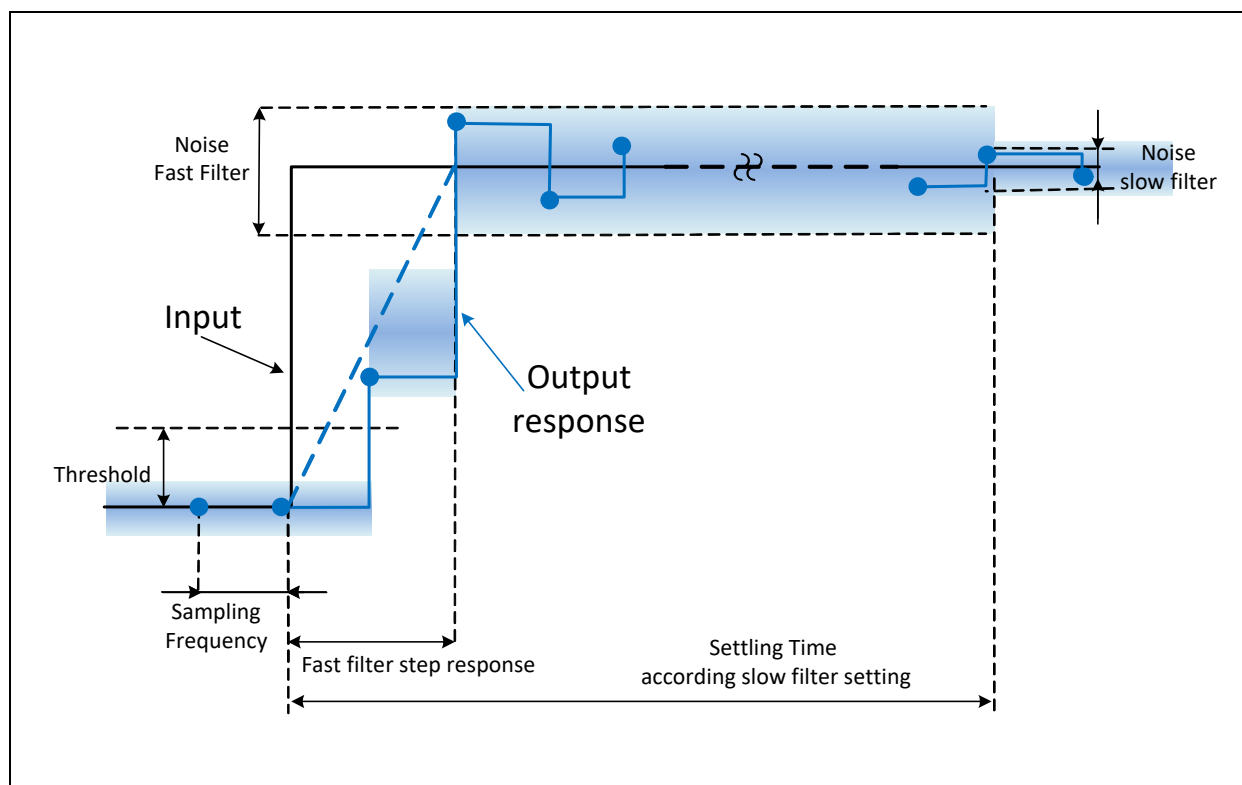 Noise
Fast Filter
Noise
slow filter
Input
Output
response
Threshold
Sampling
Frequency
Fast filter step response
Settling Time
according slow filter setting